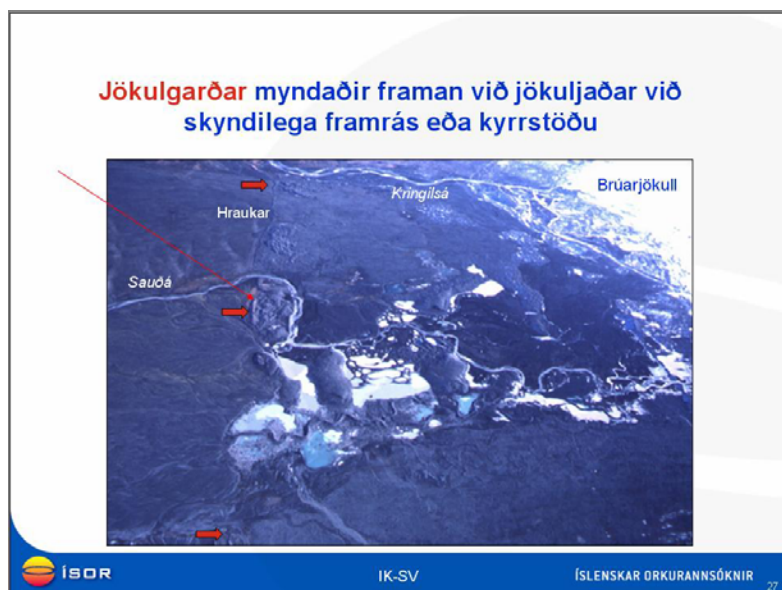 Jökulgarðar myndaðir framan við jökuljaðar við
skyndilega framrás eða kyrrstöðu
Brúarjökull
Kringilsá
Hraukar
Sauðá
ÍSOR
IK-SV
ÍSLENSKAR ORKURANNSÓKNIR
27